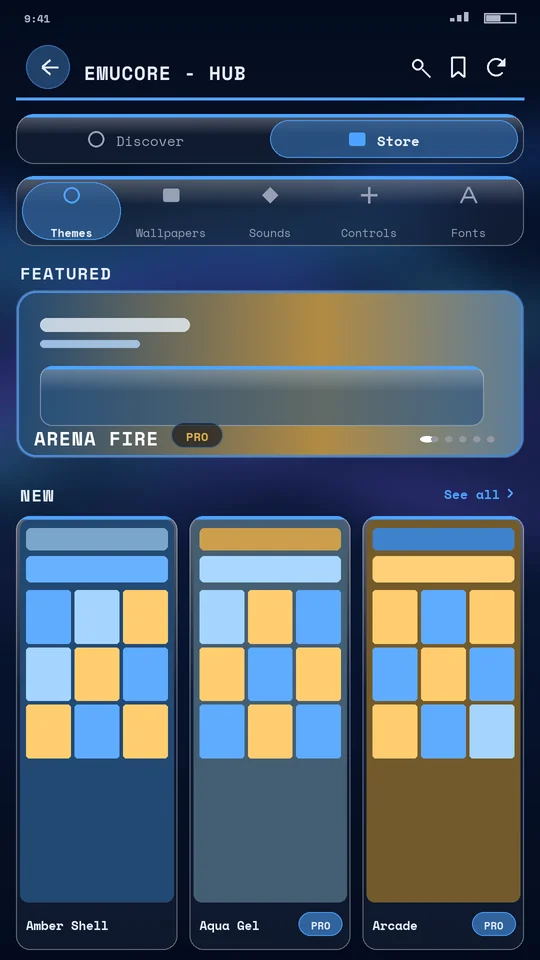 9:41
EMUCORE - HUB
Discover
Store
Themes
Wallpapers
Sounds
Controls
Fonts
FEATURED
ARENA FIRE
PRO
NEW
See all
Amber Shell
Aqua Gel
PRO
Arcade
PRO